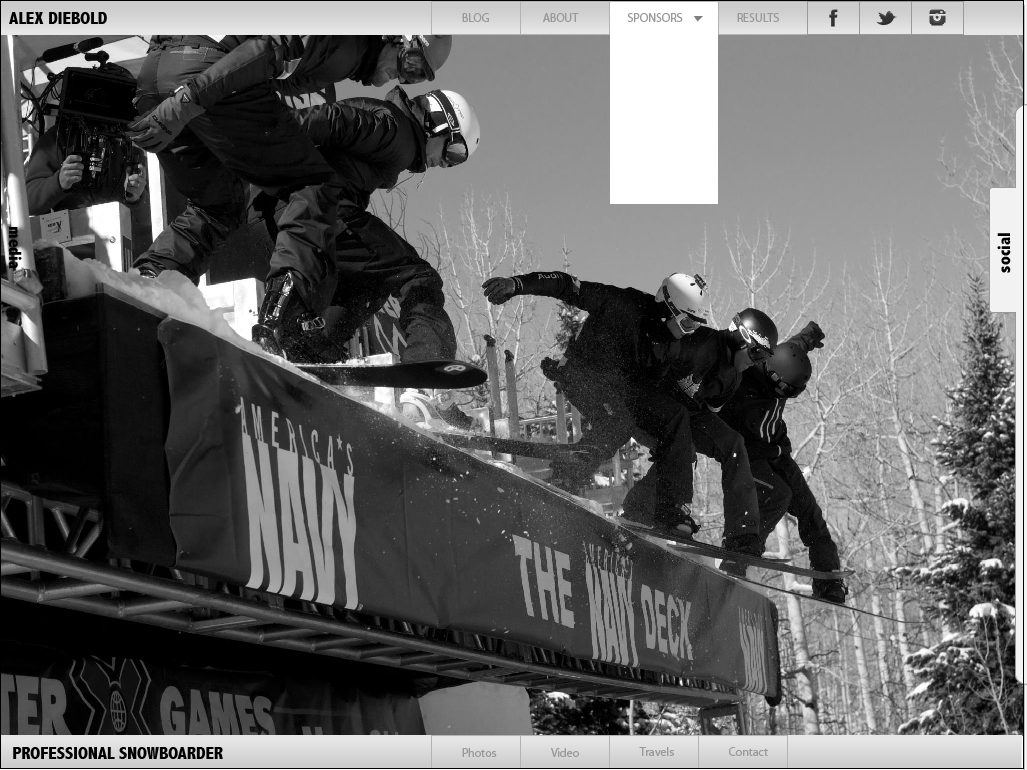 ALEX DIEBOLD
BLOG
ABOUT
SPONSORS
RESULTS
media
social
AMERICA'S
NAVY
THE
AMERICA'S
NAVY
DECK
NAVY
TER
GAMES
PROFESSIONAL SNOWBOARDER
Photos
Video
Travels
Contact